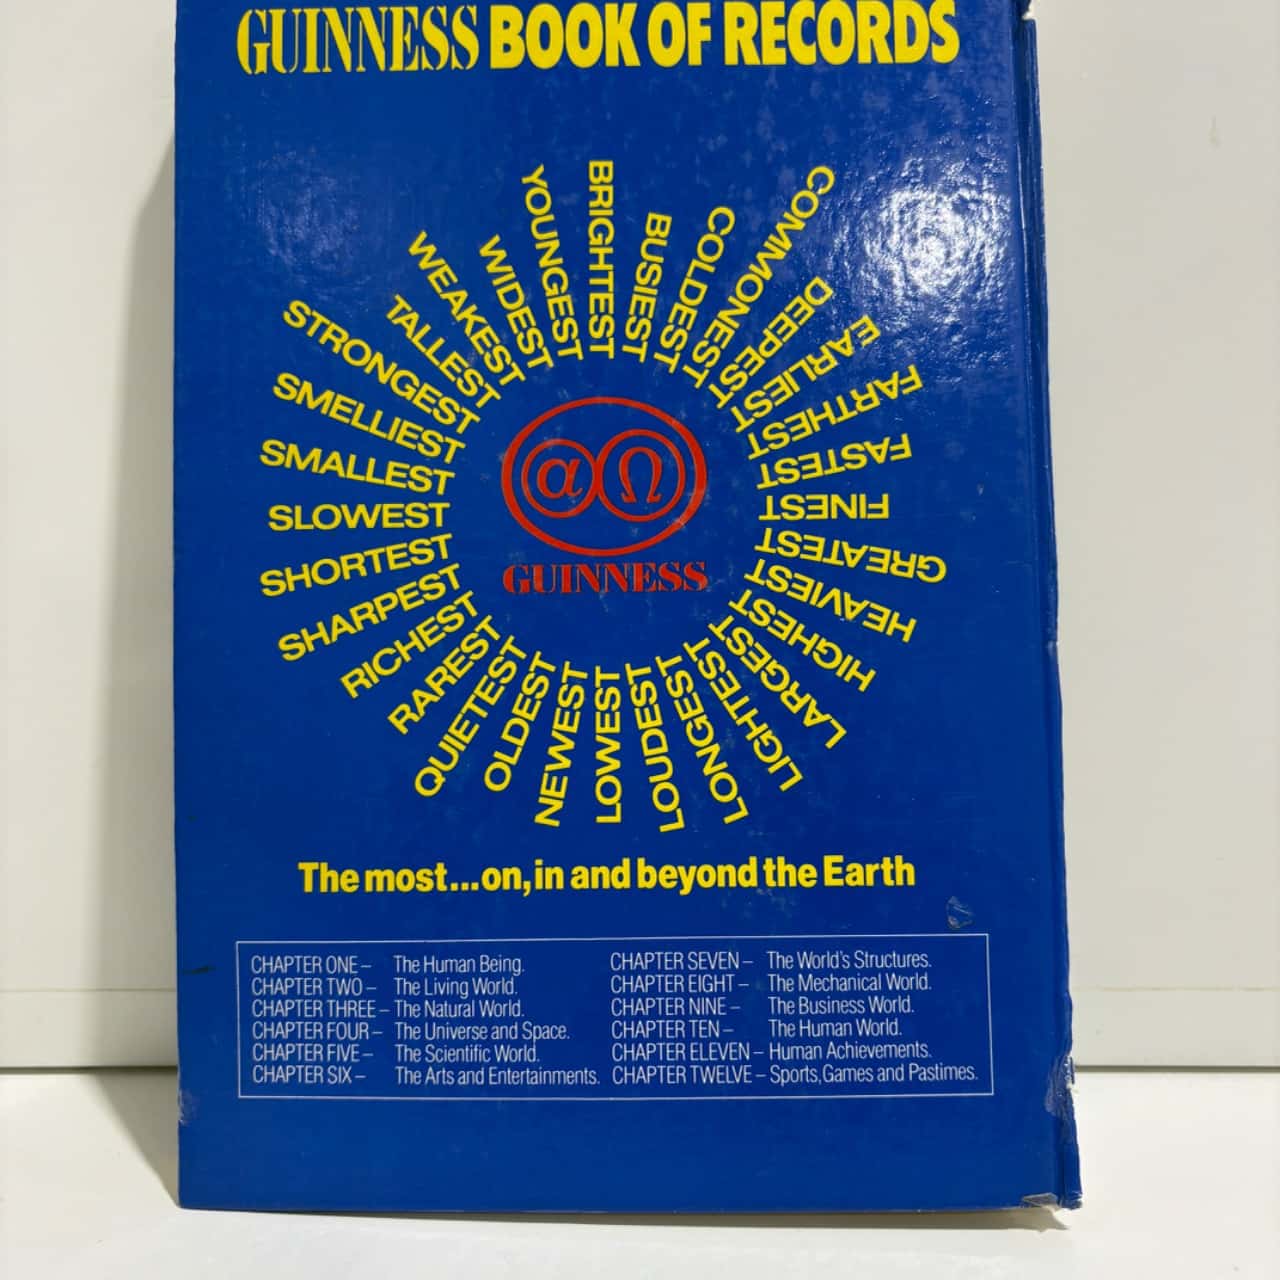 GUINNESS BOOK OF RECORDS
BRIGHTEST
BUSIEST
COLDEST
COMMONEST
DEEPEST
EARLIEST
FARTHEST
FASTEST
FINEST
GREATEST
HEAVIEST
HIGHEST
LARGEST
LIGHTEST
LONGEST
LOUDEST
LOWEST
NEWEST
OLDEST
QUIETEST
RAREST
RICHEST
SHARPEST
SHORTEST
SLOWEST
SMALLEST
SMELLIEST
STRONGEST
TALLEST
WEAKEST
WIDEST
YOUNGEST
α Ω
GUINNESS
The most...on, in and beyond the Earth
CHAPTER ONE – The Human Being.
CHAPTER TWO – The Living World.
CHAPTER THREE – The Natural World.
CHAPTER FOUR – The Universe and Space.
CHAPTER FIVE – The Scientific World.
CHAPTER SIX – The Arts and Entertainments.
CHAPTER SEVEN – The World's Structures.
CHAPTER EIGHT – The Mechanical World.
CHAPTER NINE – The Business World.
CHAPTER TEN – The Human World.
CHAPTER ELEVEN – Human Achievements.
CHAPTER TWELVE – Sports, Games and Pastimes.